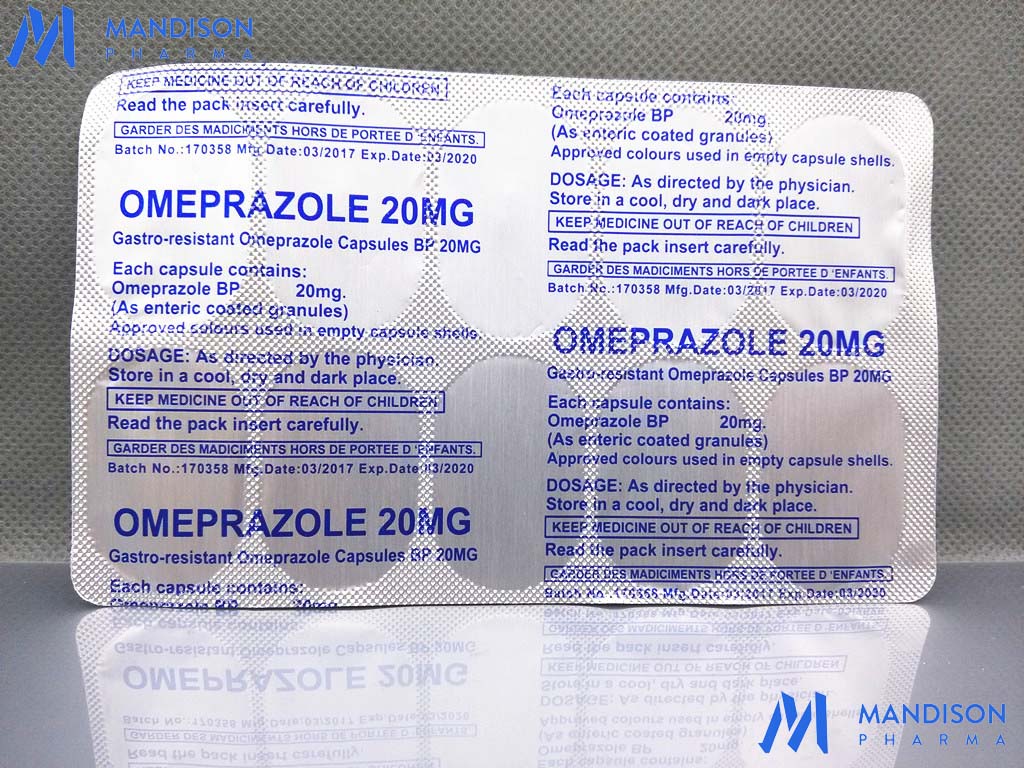 MANDISON
PHARMA
KEEP MEDICINE OUT OF REACH OF CHILDREN
Read the pack insert carefully.
GARDER DES MADICIMENTS HORS DE PORTEE D 'ENFANTS.
Batch No.:170358 Mfg.Date:03/2017 Exp.Date:03/2020
OMEPRAZOLE 20MG
Gastro-resistant Omeprazole Capsules BP 20MG
Each capsule contains:
Omeprazole BP 20mg.
(As enteric coated granules)
Approved colours used in empty capsule shells.
DOSAGE: As directed by the physician.
Store in a cool, dry and dark place.
KEEP MEDICINE OUT OF REACH OF CHILDREN
Read the pack insert carefully.
GARDER DES MADICIMENTS HORS DE PORTEE D 'ENFANTS.
Batch No.:170358 Mfg.Date:03/2017 Exp.Date:03/2020
OMEPRAZOLE 20MG
Gastro-resistant Omeprazole Capsules BP 20MG
Each capsule contains:
Omeprazole BP 20mg.
Each capsule contains:
Omeprazole BP 20mg.
(As enteric coated granules)
Approved colours used in empty capsule shells.
DOSAGE: As directed by the physician.
Store in a cool, dry and dark place.
KEEP MEDICINE OUT OF REACH OF CHILDREN
Read the pack insert carefully.
GARDER DES MADICIMENTS HORS DE PORTEE D 'ENFANTS.
Batch No.:170358 Mfg.Date:03/2017 Exp.Date:03/2020
OMEPRAZOLE 20MG
Gastro-resistant Omeprazole Capsules BP 20MG
Each capsule contains:
Omeprazole BP 20mg.
(As enteric coated granules)
Approved colours used in empty capsule shells.
DOSAGE: As directed by the physician.
Store in a cool, dry and dark place.
KEEP MEDICINE OUT OF REACH OF CHILDREN
Read the pack insert carefully.
GARDER DES MADICIMENTS HORS DE PORTEE D 'ENFANTS.
Batch No.:170358 Mfg.Date:03/2017 Exp.Date:03/2020
MANDISON
PHARMA